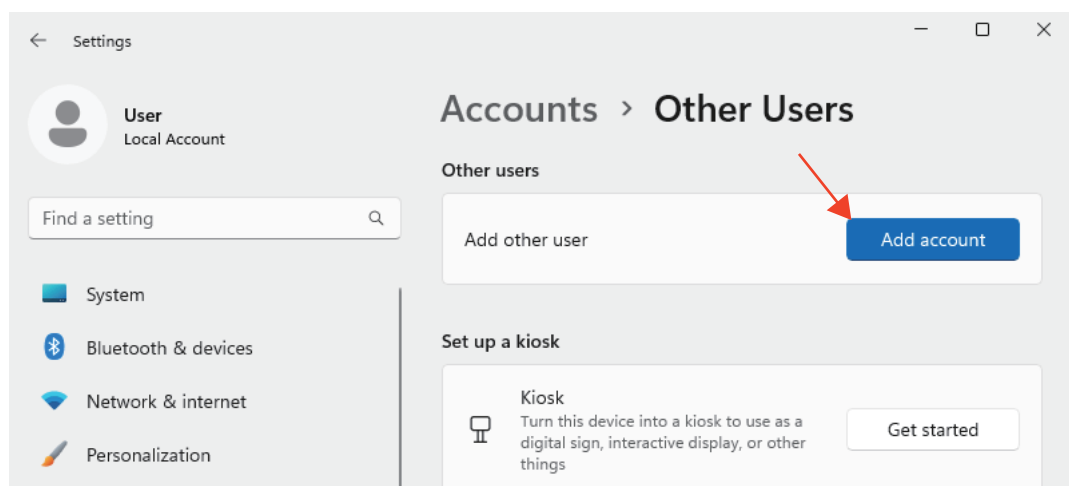 Settings
User
Local Account
Find a setting
System
Bluetooth & devices
Network & internet
Personalization
Accounts > Other Users
Other users
Add other user
Add account
Set up a kiosk
Kiosk
Turn this device into a kiosk to use as a
digital sign, interactive display, or other
things
Get started